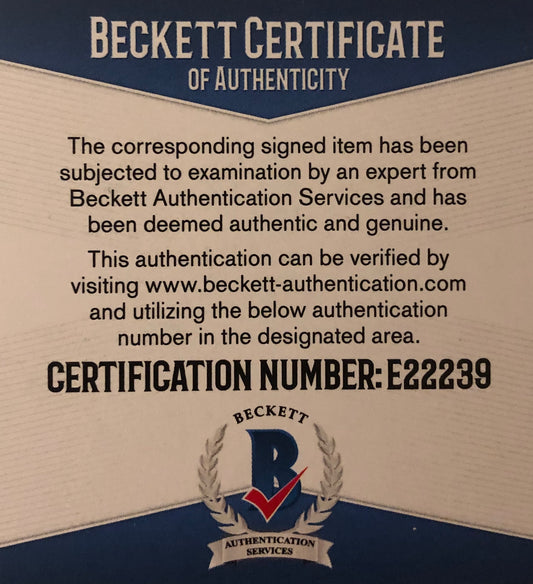 BECKETT CERTIFICATE
OF AUTHENTICITY
The corresponding signed item has been
subjected to examination by an expert from
Beckett Authentication Services and has
been deemed authentic and genuine.
This authentication can be verified by
visiting www.beckett-authentication.com
and utilizing the below authentication
number in the designated area.
CERTIFICATION NUMBER: E22239
BECKETT
B
AUTHENTICATION
SERVICES